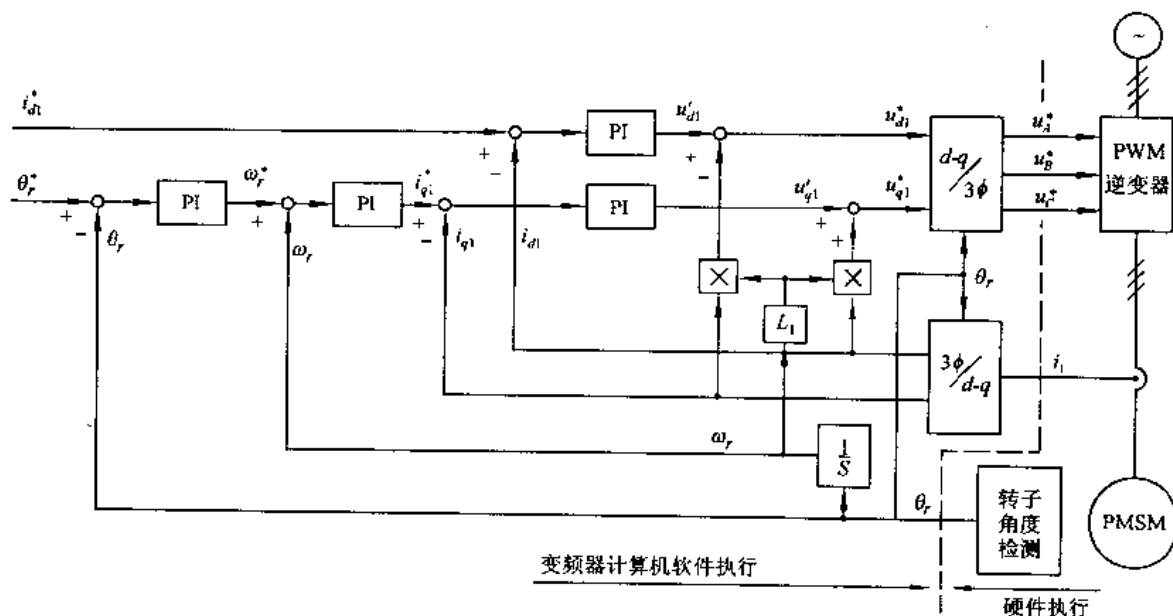 ~
i*d1
PI
u'd1
u*d1
u*A
+
−
+
−
d-q/3ϕ
PWM
逆变器
θ*r
ω*r
i*q1
u*B
PI
PI
PI
u'q1
u*q1
+
−
θr
+
ωr
+
−
iq1
id1
+
+
×
×
θr
L1
3ϕ/d-q
i1
ωr
1/S
θr
转子
角度
检测
PMSM
变频器计算机软件执行
硬件执行